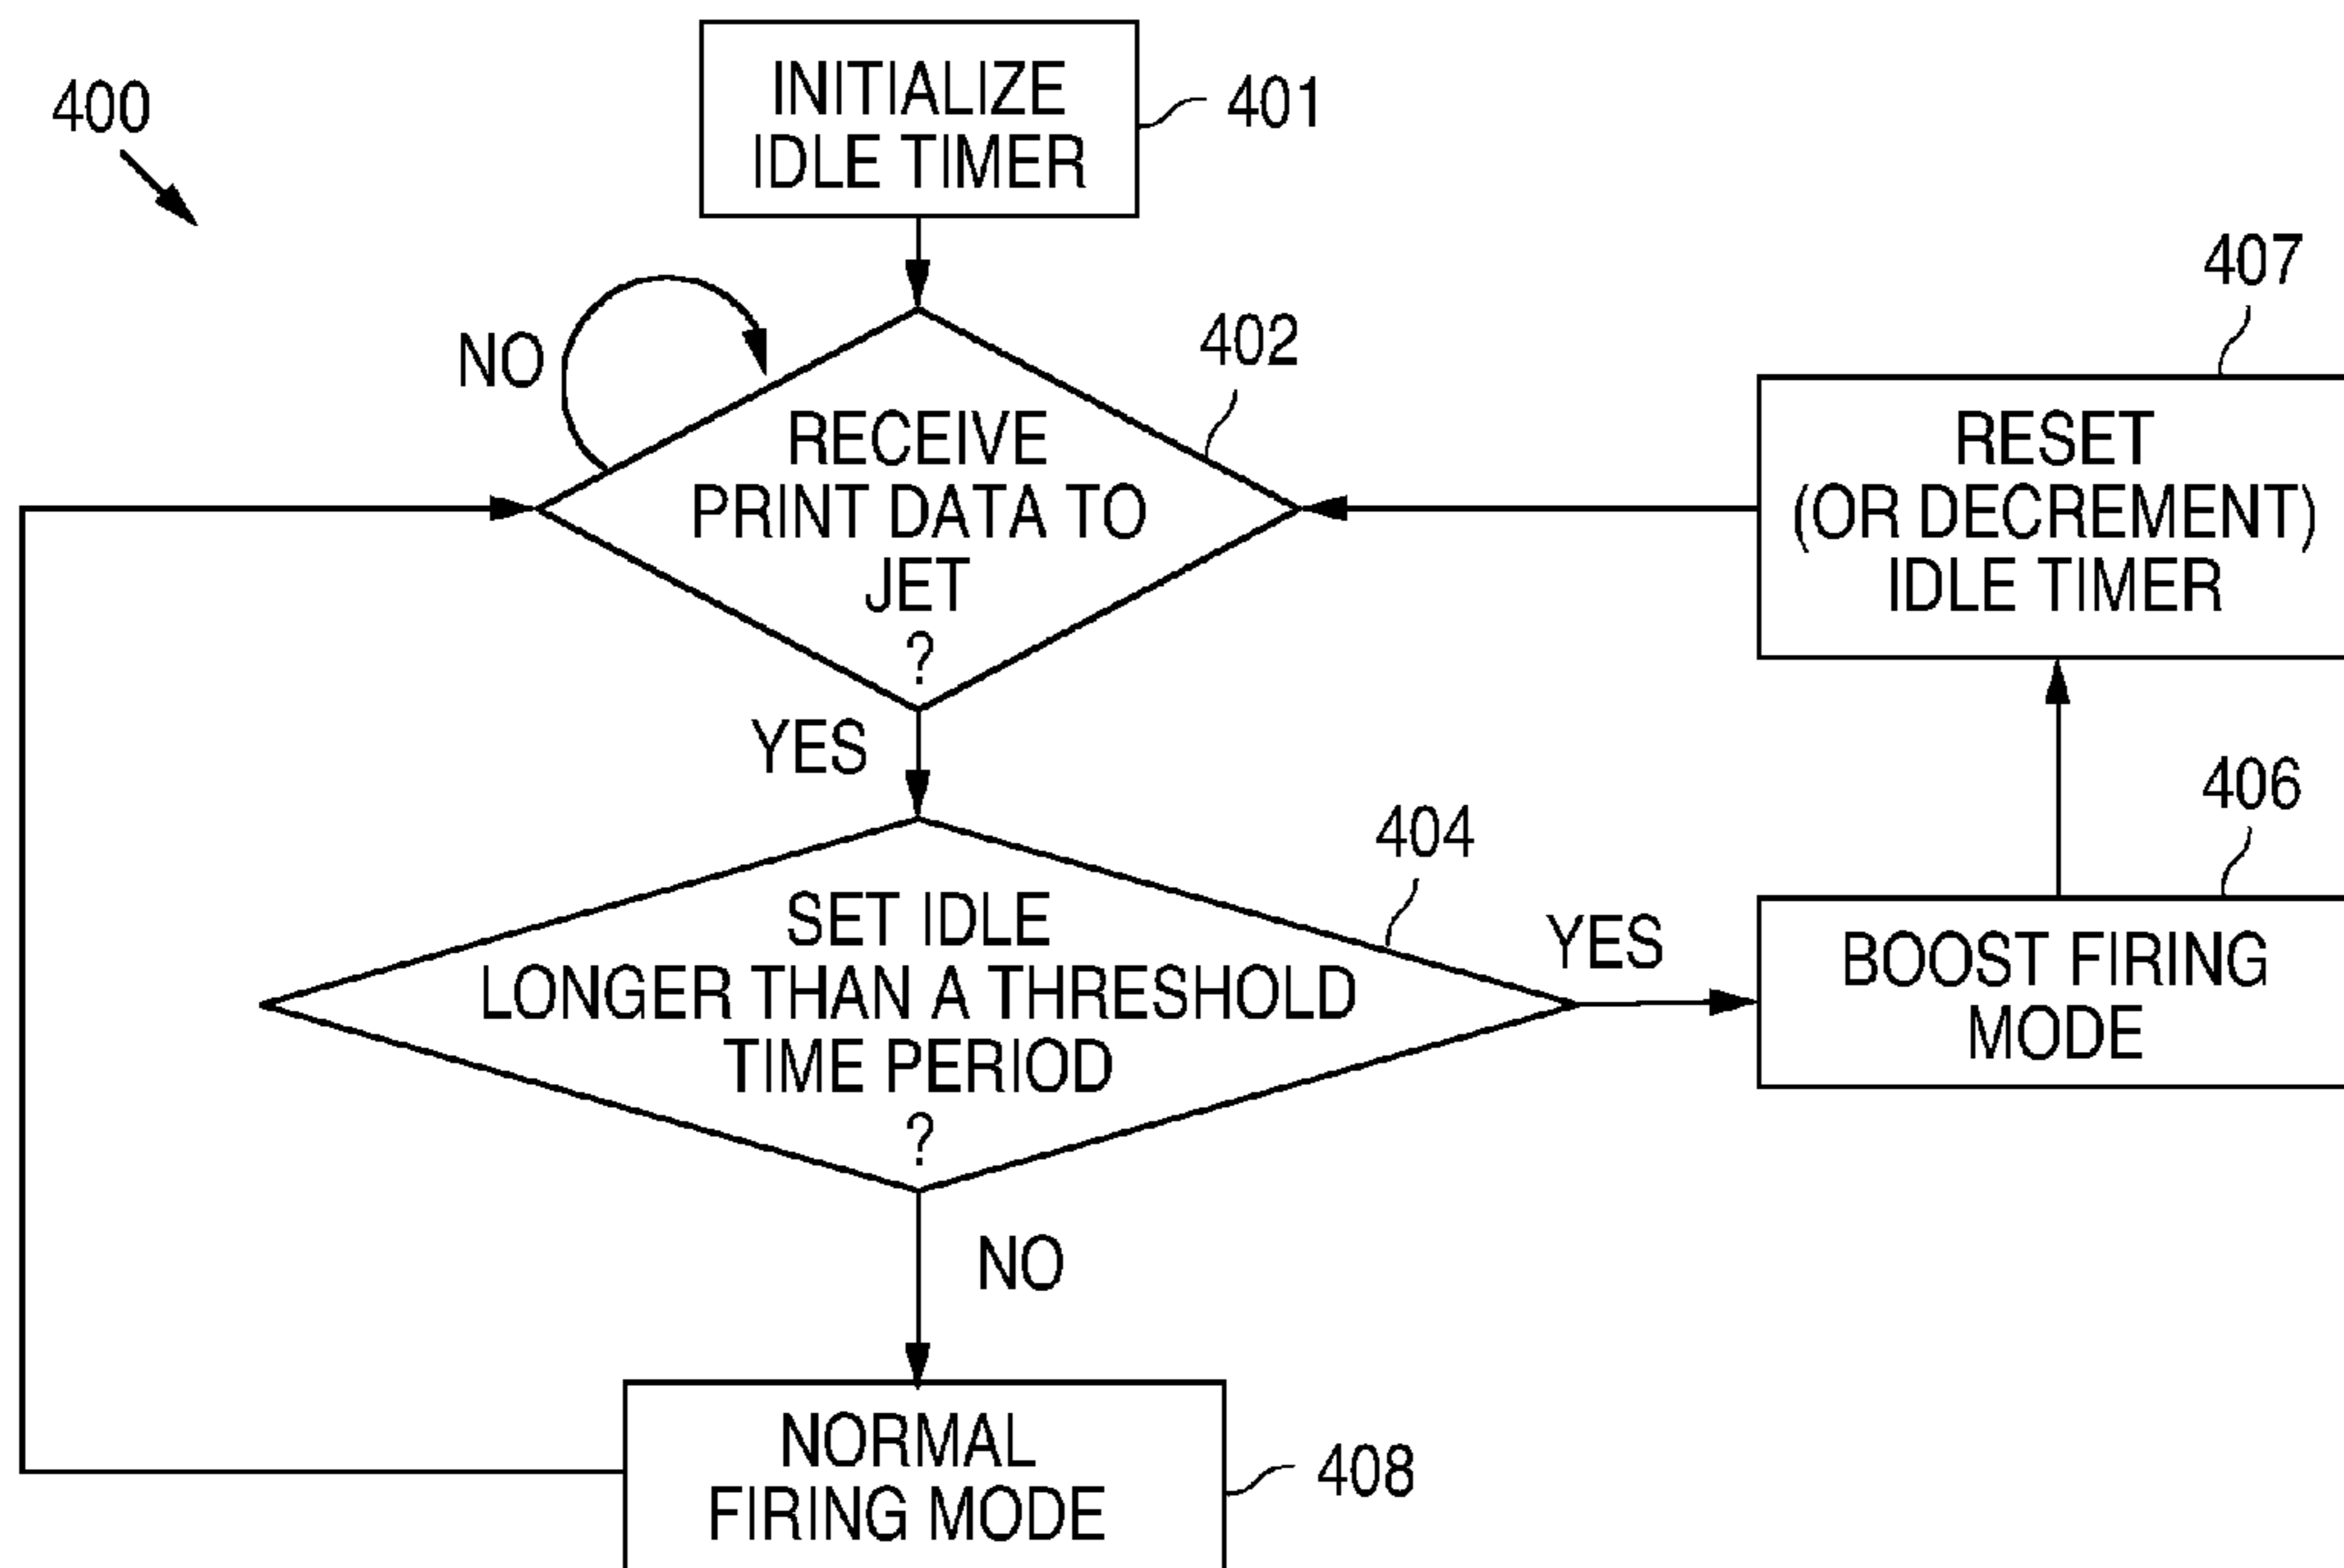 400
INITIALIZE
IDLE TIMER
401
NO
402
RECEIVE
PRINT DATA TO
JET
?
407
RESET
(OR DECREMENT)
IDLE TIMER
YES
404
SET IDLE
LONGER THAN A THRESHOLD
TIME PERIOD
?
YES
406
BOOST FIRING
MODE
NO
NORMAL
FIRING MODE
408